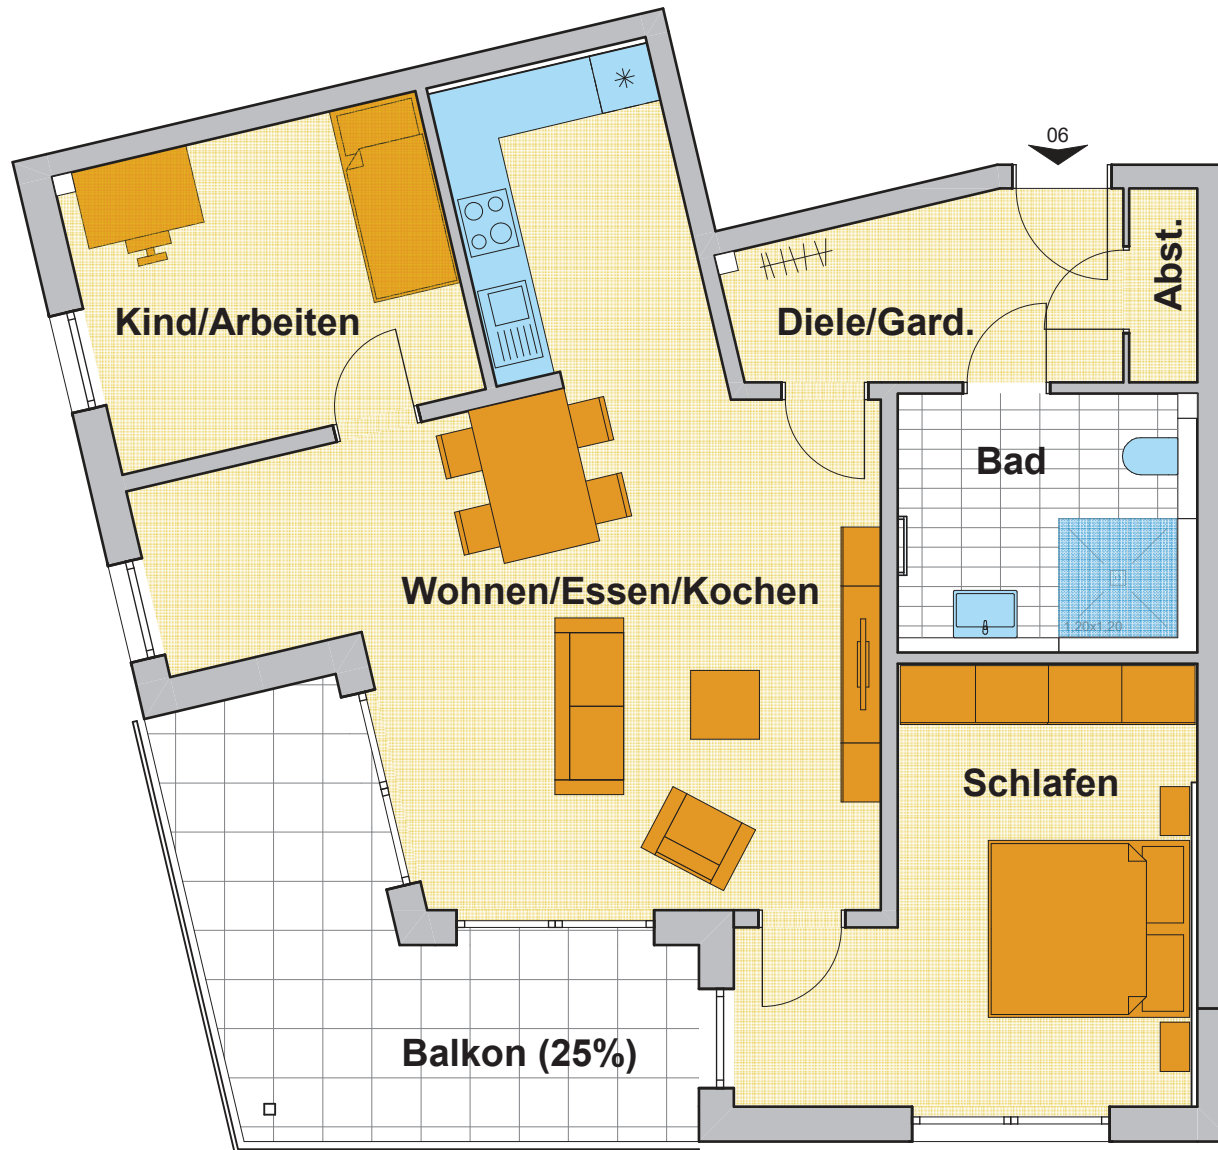 06
Abst.
Kind/Arbeiten
Diele/Gard.
Bad
Wohnen/Essen/Kochen
1.20x1.20
Schlafen
Balkon (25%)